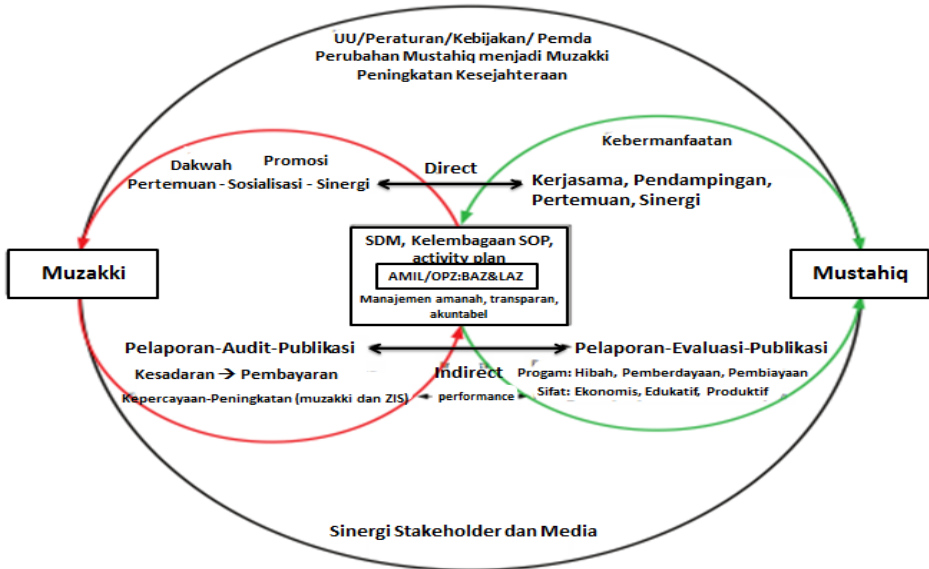 UU/Peraturan/Kebijakan/ Pemda
Perubahan Mustahiq menjadi Muzakki
Peningkatan Kesejahteraan
Kebermanfaatan
Dakwah Promosi
Pertemuan - Sosialisasi - Sinergi
Direct
Kerjasama, Pendampingan,
Pertemuan, Sinergi
Muzakki
SDM, Kelembagaan SOP,
activity plan
AMIL/OPZ:BAZ&LAZ
Manajemen amanah, transparan,
akuntabel
Mustahiq
Pelaporan-Audit-Publikasi
Pelaporan-Evaluasi-Publikasi
Kesadaran → Pembayaran
Indirect
Progam: Hibah, Pemberdayaan, Pembiayaan
Kepercayaan-Peningkatan (muzakki dan ZIS)
performance
Sifat: Ekonomis, Edukatif, Produktif
Sinergi Stakeholder dan Media